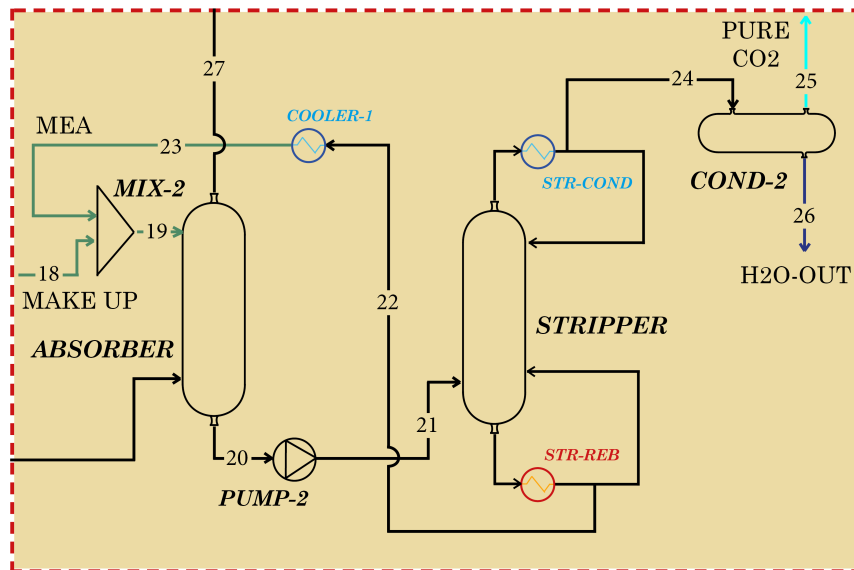 PURE
CO2
27
24
25
COOLER-1
MEA
23
STR-COND
MIX-2
COND-2
19
26
18
H2O-OUT
MAKE UP
22
STRIPPER
ABSORBER
21
20
STR-REB
PUMP-2